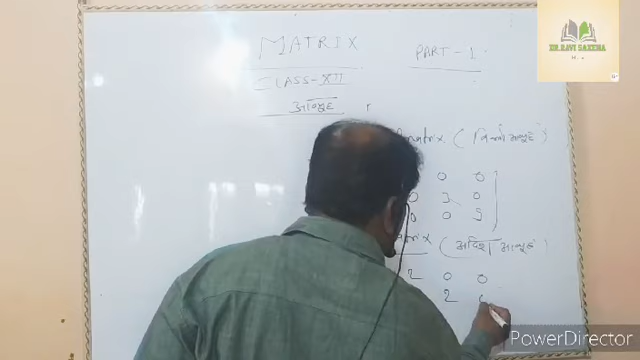 MATRIX PART-1
CLASS-XII
आव्यूह
matrix ( विकर्ण आव्यूह )
0 0
0 3 0
0 0 3
( अदिश आव्यूह )
2 0 0
2
DR.RAVI SAXENA
PowerDirector